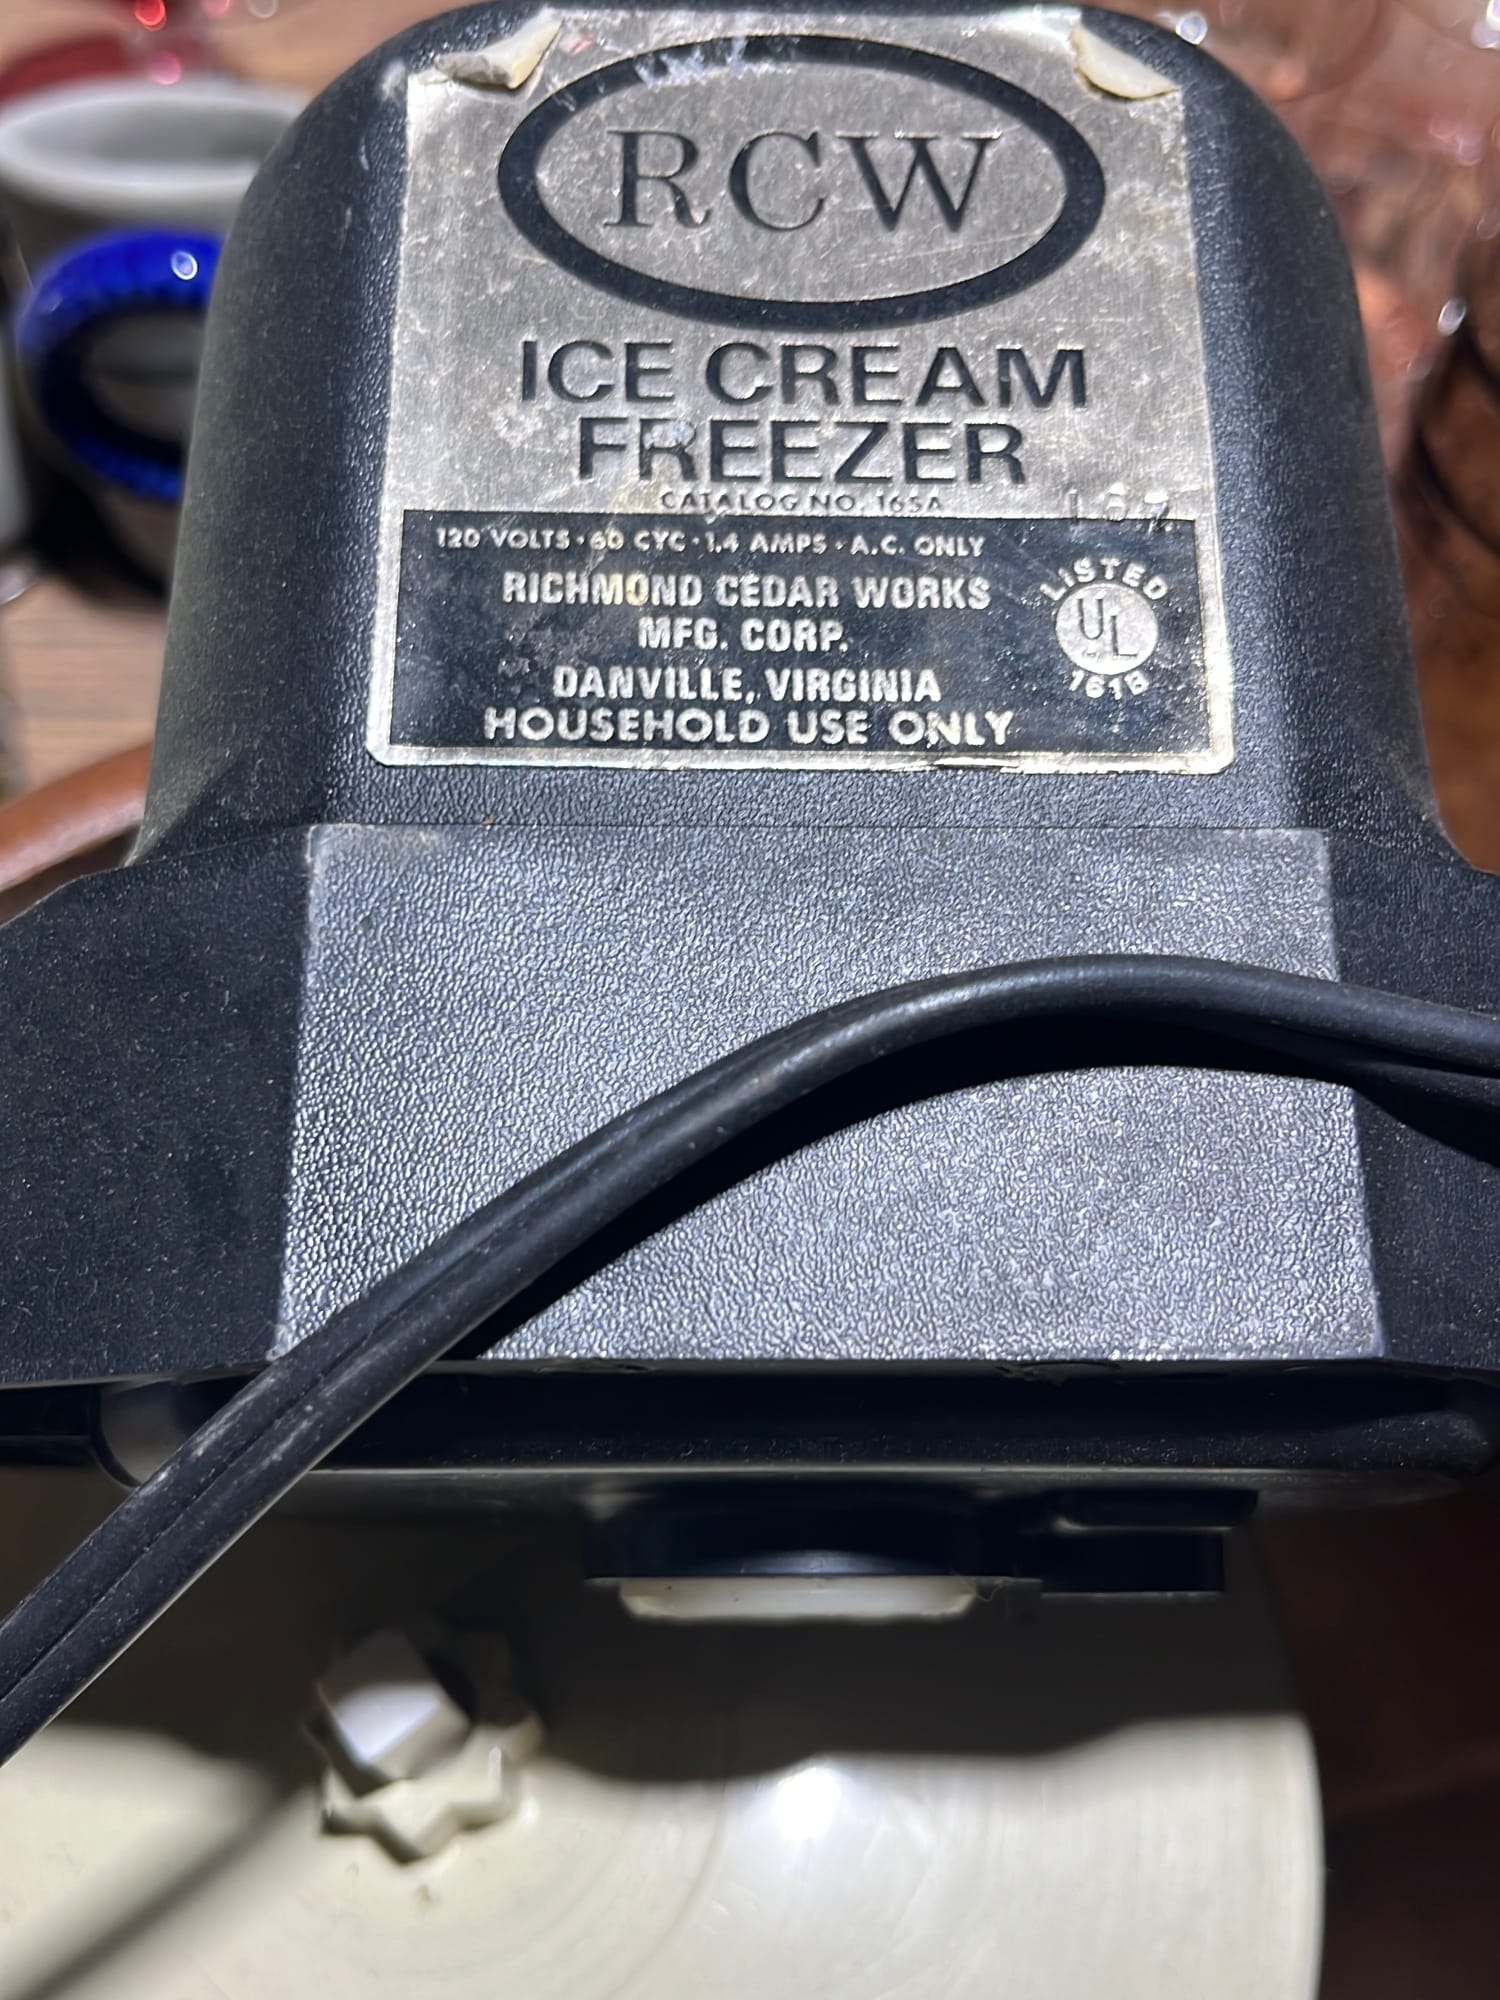 RCW
ICE CREAM
FREEZER
CATALOG NO. 165A
162
120 VOLTS · 60 CYC · 1.4 AMPS · A.C. ONLY
RICHMOND CEDAR WORKS
MFG. CORP.
DANVILLE, VIRGINIA
HOUSEHOLD USE ONLY
LISTED
UL
161B